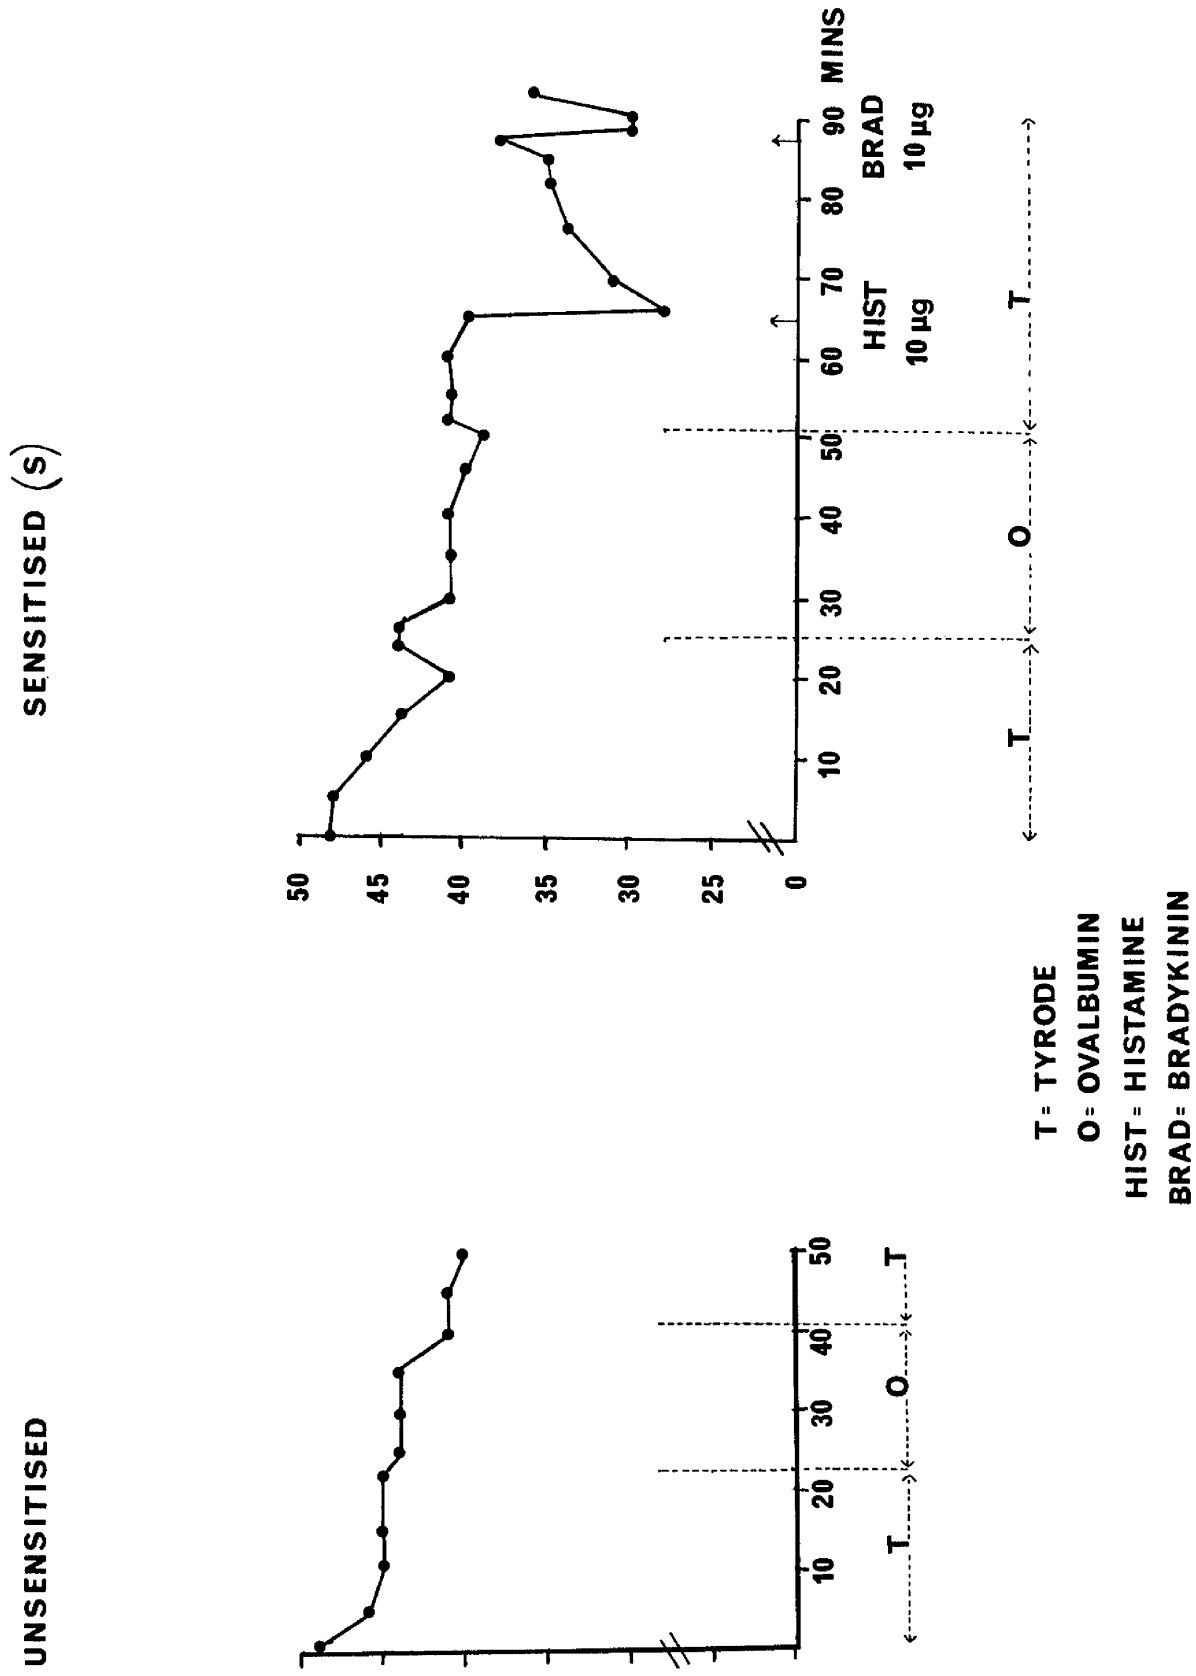 UNSENSITISED
SENSITISED (S)
50
45
40
35
30
25
0
10
20
30
40
50
T
O
T
10
20
30
40
50
60
70
80
90
MINS
HIST
10 µg
BRAD
10 µg
T
O
T
T = TYRODE
O = OVALBUMIN
HIST = HISTAMINE
BRAD = BRADYKININ